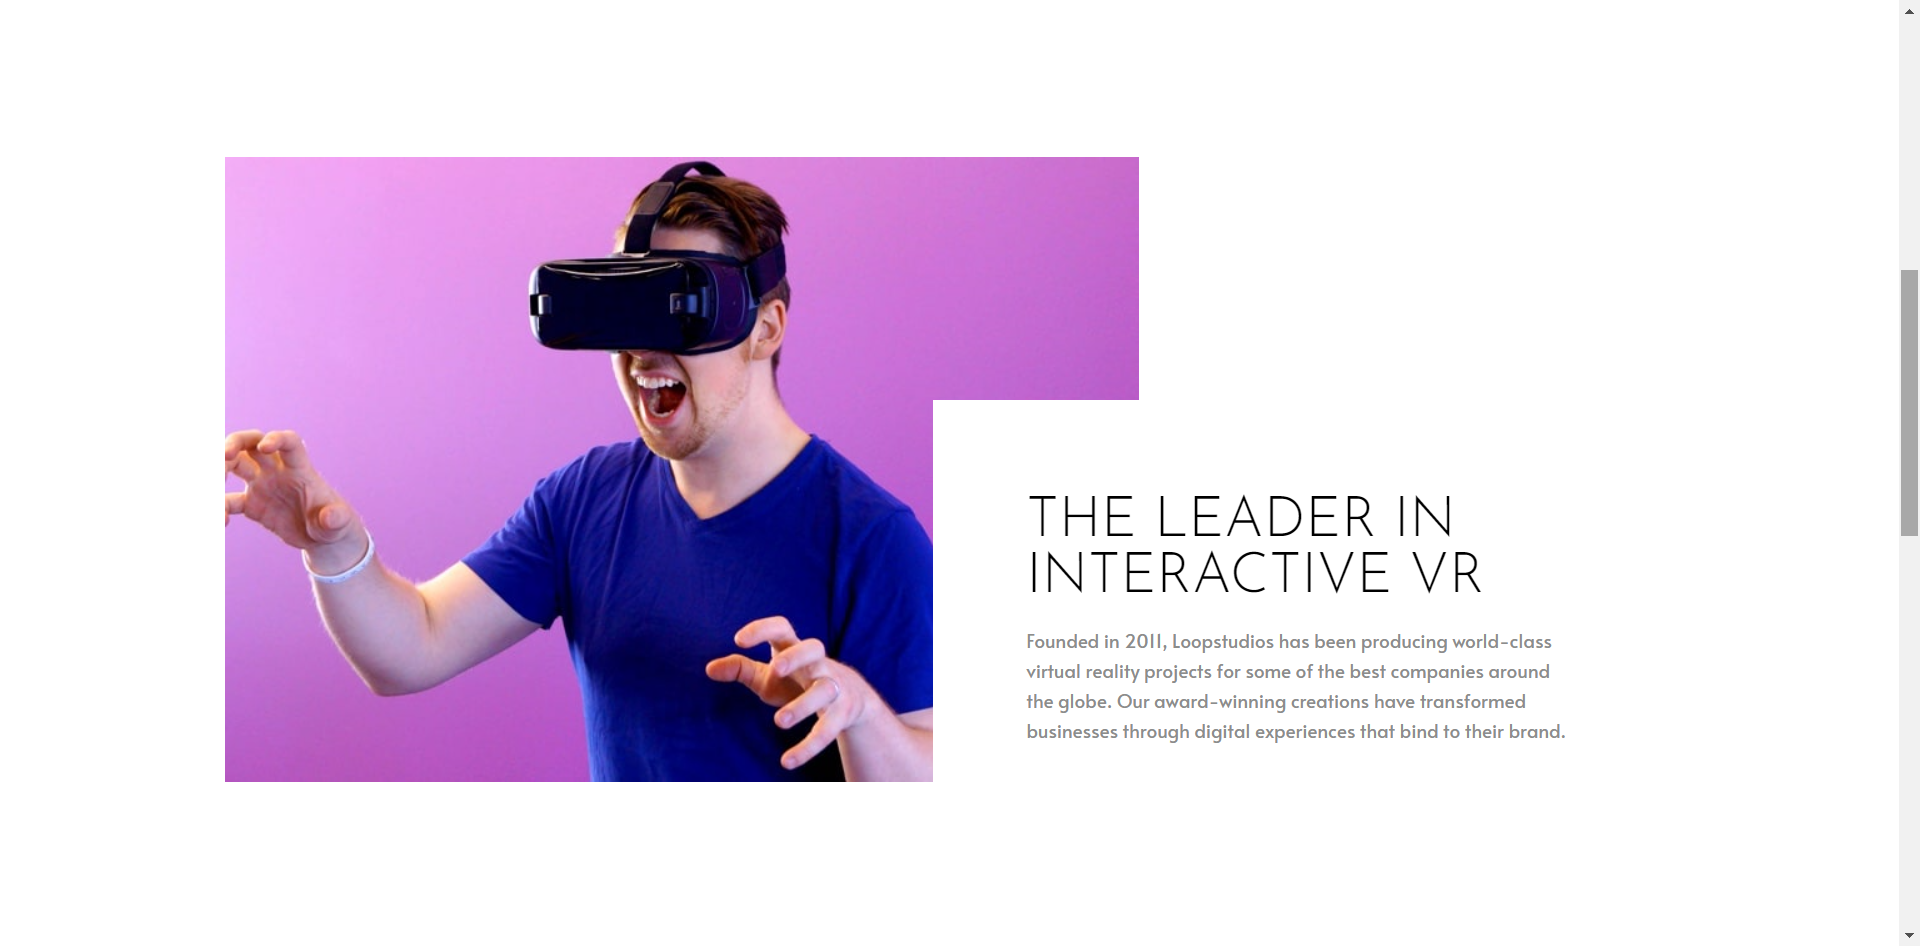 THE LEADER IN
INTERACTIVE VR
Founded in 2011, Loopstudios has been producing world-class
virtual reality projects for some of the best companies around
the globe. Our award-winning creations have transformed
businesses through digital experiences that bind to their brand.